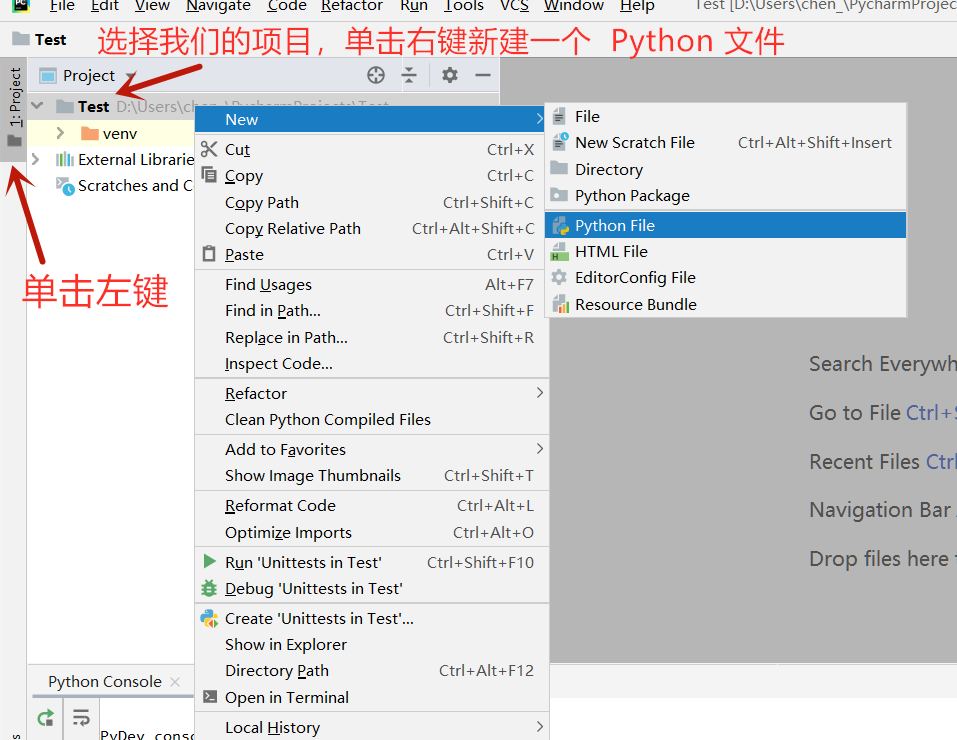 File Edit View Navigate Code Refactor Run Tools VCS Window Help Test [D:\Users\chen_\PycharmProjec
Test
选择我们的项目，单击右键新建一个 Python 文件
1: Project
Project
Test D:\Users\chen_\PycharmProjects\Test
venv
External Librarie
Scratches and C
单击左键
New
Cut Ctrl+X
Copy Ctrl+C
Copy Path Ctrl+Shift+C
Copy Relative Path Ctrl+Alt+Shift+C
Paste Ctrl+V
Find Usages Alt+F7
Find in Path... Ctrl+Shift+F
Replace in Path... Ctrl+Shift+R
Inspect Code...
Refactor
Clean Python Compiled Files
Add to Favorites
Show Image Thumbnails Ctrl+Shift+T
Reformat Code Ctrl+Alt+L
Optimize Imports Ctrl+Alt+O
Run 'Unittests in Test' Ctrl+Shift+F10
Debug 'Unittests in Test'
Create 'Unittests in Test'...
Show in Explorer
Directory Path Ctrl+Alt+F12
Open in Terminal
Local History
File
New Scratch File Ctrl+Alt+Shift+Insert
Directory
Python Package
Python File
HTML File
EditorConfig File
Resource Bundle
Search Everywh
Go to File Ctrl+S
Recent Files Ctrl
Navigation Bar
Drop files here
Python Console
PyDev conso